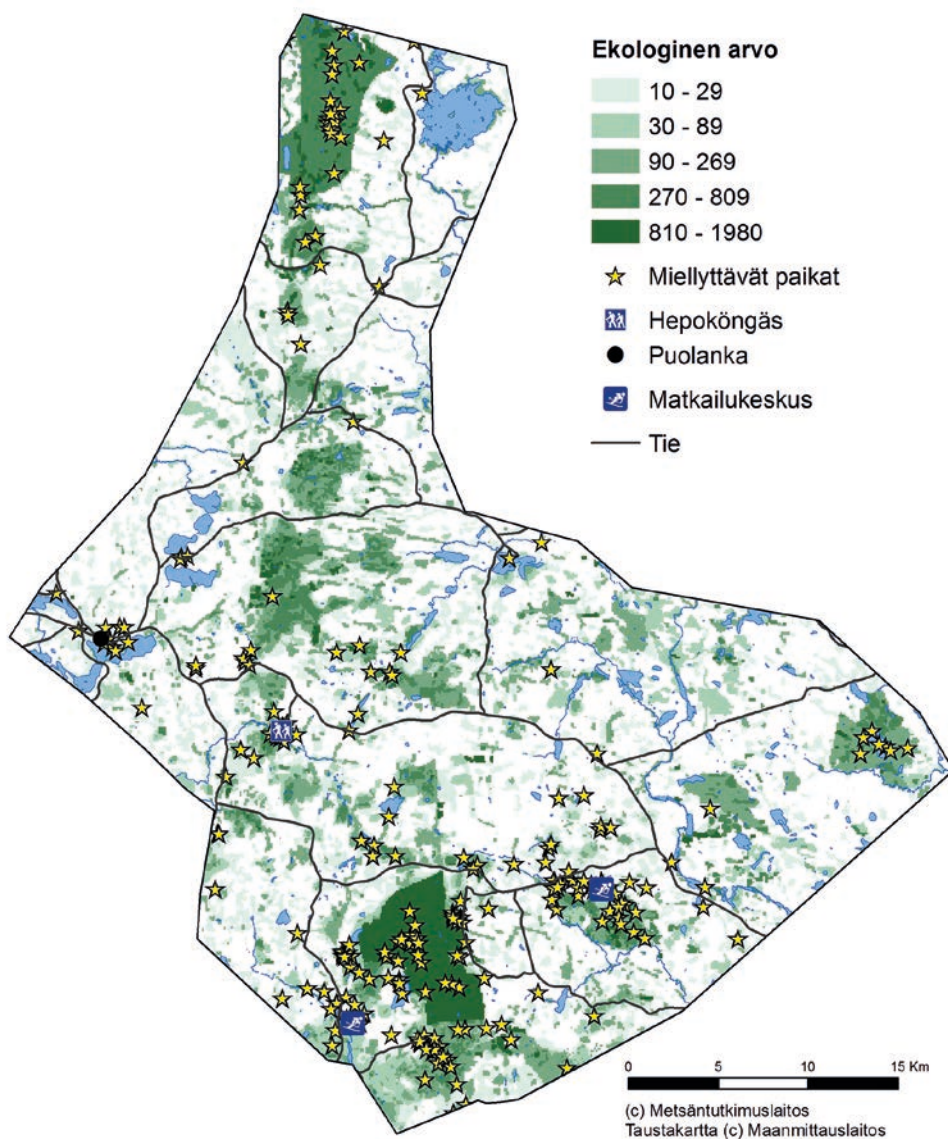 Ekologinen arvo
10 - 29
30 - 89
90 - 269
270 - 809
810 - 1980
Miellyttävät paikat
Hepoköngäs
Puolanka
Matkailukeskus
Tie
0 5 10 15 Km
(c) Metsäntutkimuslaitos
Taustakartta (c) Maanmittauslaitos